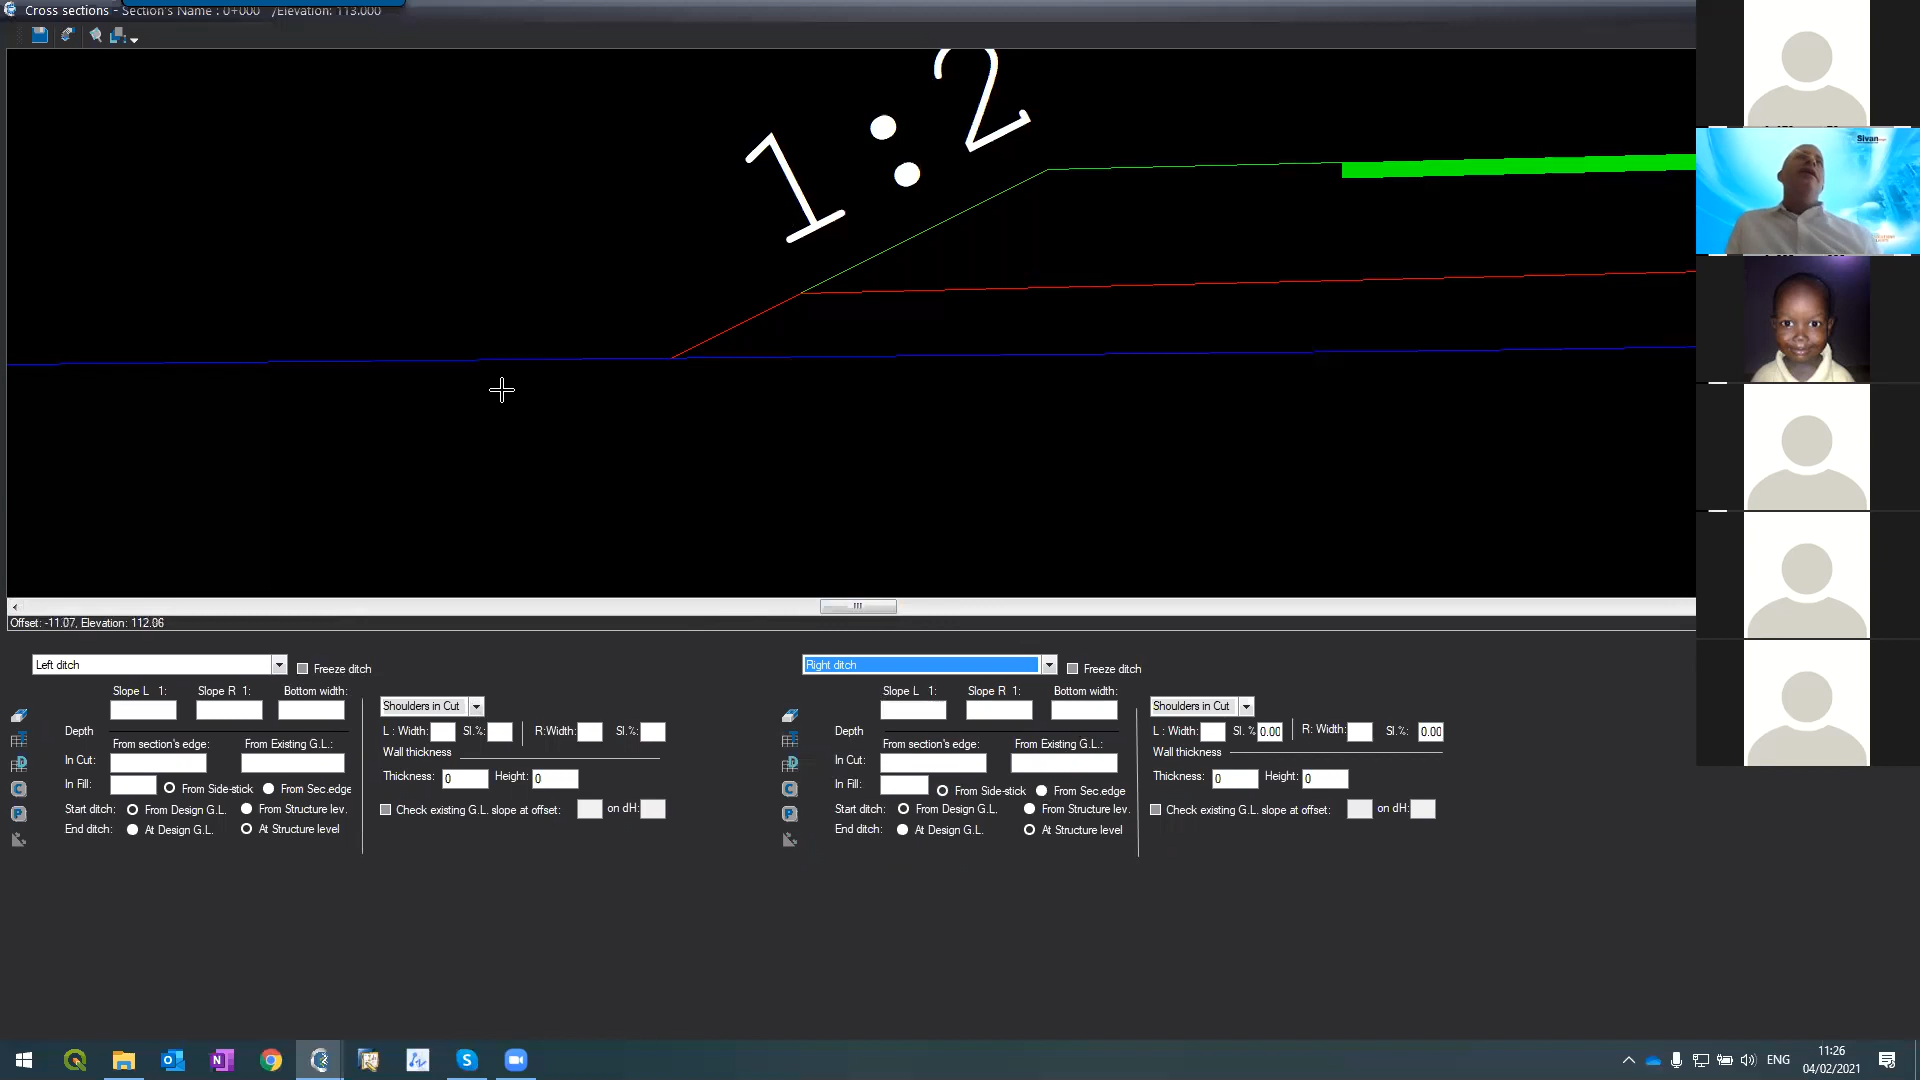 Cross sections - Section's Name : 0+000 /Elevation: 113.000
1:2
Sivan
Offset: -11.07, Elevation: 112.06
Left ditch Freeze ditch
Slope L 1: Slope R 1: Bottom width:
Shoulders in Cut
Depth L : Width: Sl.%: R:Width: Sl.%:
From section's edge: From Existing G.L.: Wall thickness
In Cut:
Thickness: 0 Height: 0
In Fill: From Side-stick From Sec.edge
Start ditch: From Design G.L. From Structure lev. Check existing G.L. slope at offset: on dH:
End ditch: At Design G.L. At Structure level
Right ditch Freeze ditch
Slope L 1: Slope R 1: Bottom width:
Shoulders in Cut
Depth L : Width: Sl. % 0.00 R: Width: Sl.%: 0.00
From section's edge: From Existing G.L.: Wall thickness
In Cut:
Thickness: 0 Height: 0
In Fill: From Side-stick From Sec.edge
Start ditch: From Design G.L. From Structure lev. Check existing G.L. slope at offset: on dH:
End ditch: At Design G.L. At Structure level
ENG 11:26
04/02/2021